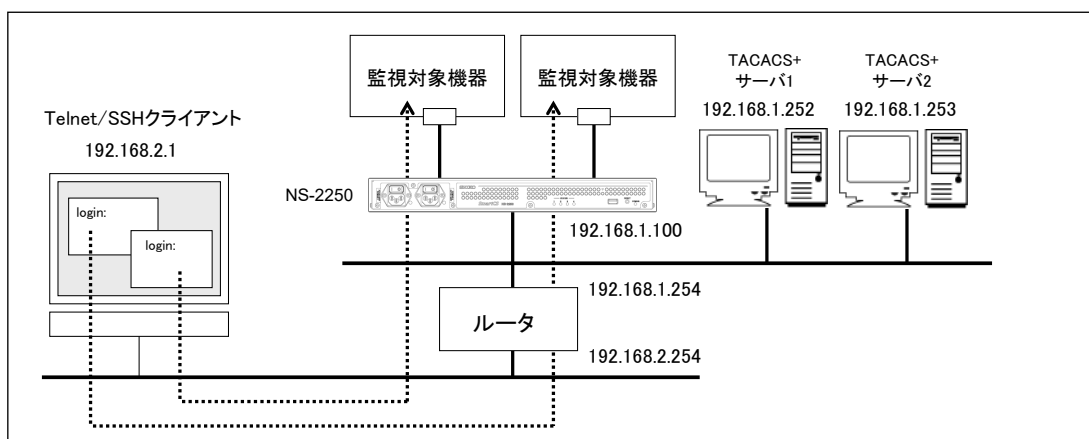 監視対象機器
監視対象機器
TACACS+
サーバ1
192.168.1.252
TACACS+
サーバ2
192.168.1.253
Telnet/SSHクライアント
192.168.2.1
login:
login:
NS-2250
192.168.1.100
192.168.1.254
ルータ
192.168.2.254